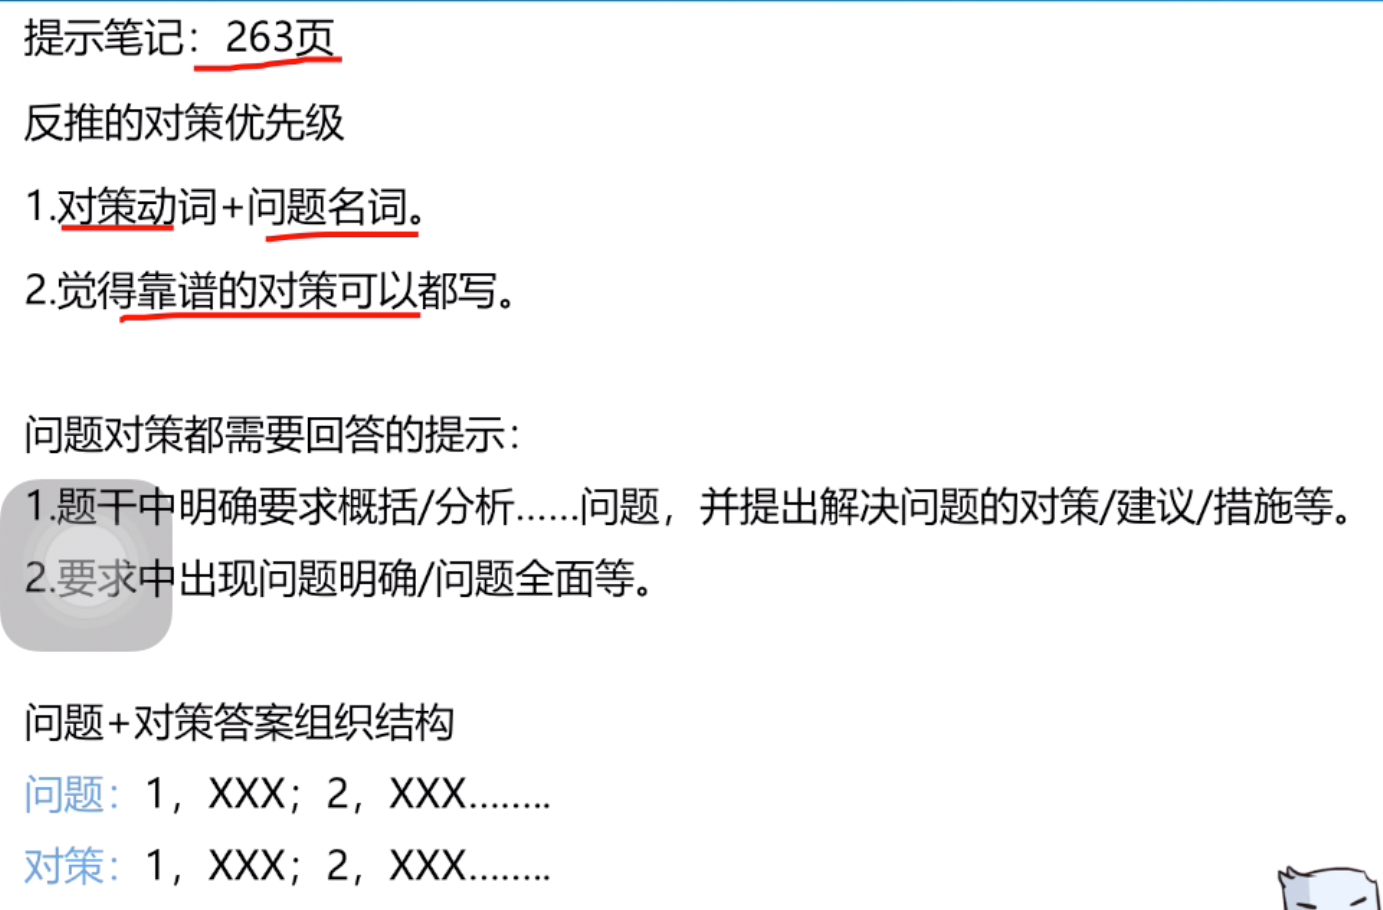 提示笔记：263页
反推的对策优先级
1.对策动词+问题名词。
2.觉得靠谱的对策可以都写。
问题对策都需要回答的提示：
1.题干中明确要求概括/分析……问题，并提出解决问题的对策/建议/措施等。
2.要求中出现问题明确/问题全面等。
问题+对策答案组织结构
问题：1，XXX；2，XXX........
对策：1，XXX；2，XXX........